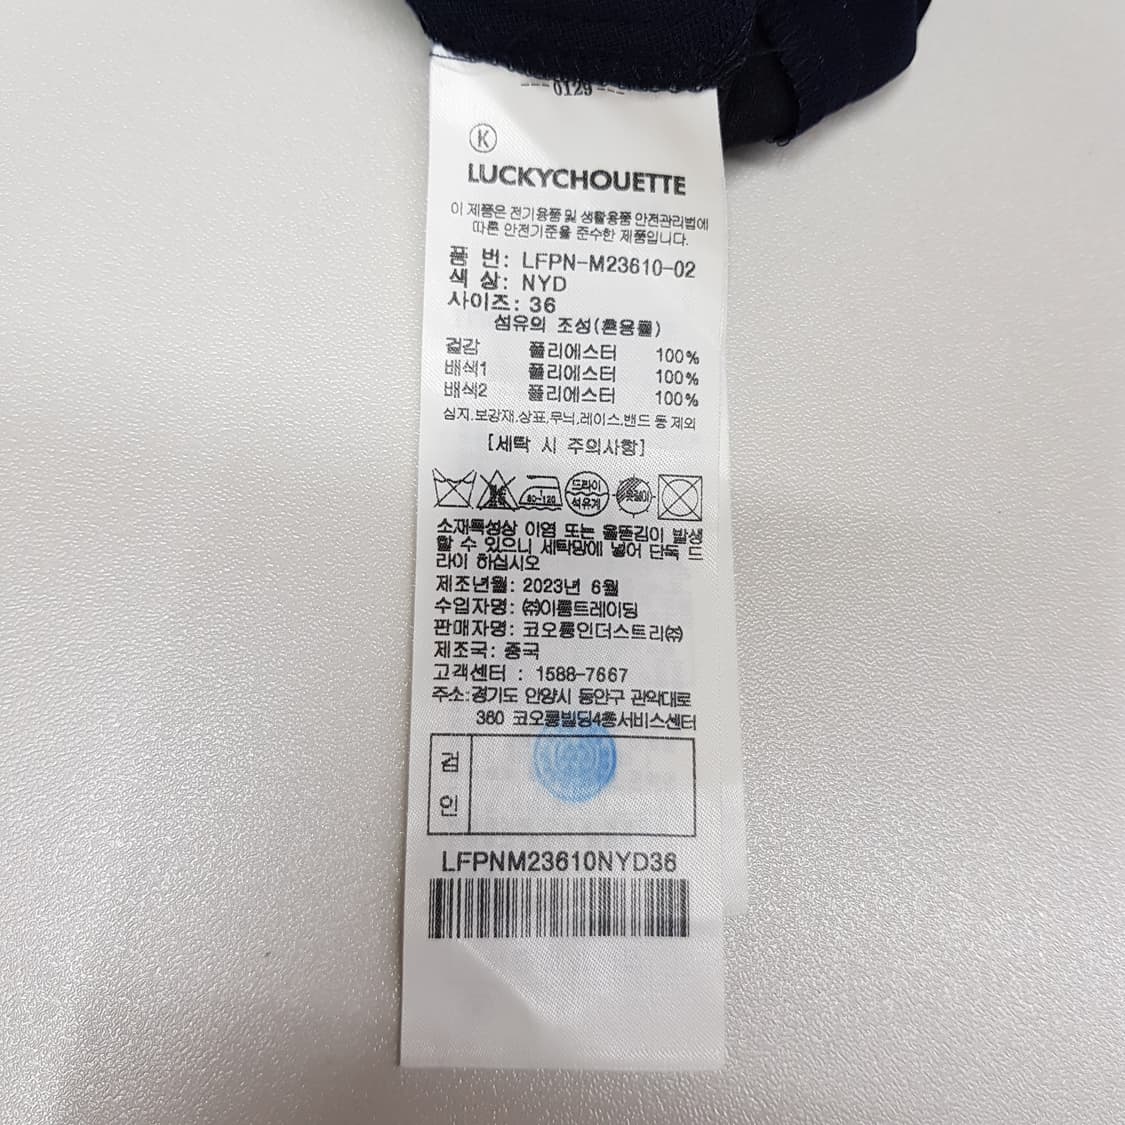 ---0129---
K
LUCKYCHOUETTE
이 제품은 전기용품 및 생활용품 안전관리법에
따른 안전기준을 준수한 제품입니다.
품 번: LFPN-M23610-02
색 상: NYD
사이즈: 36
섬유의 조성(혼용률)
겉감 폴리에스터 100%
배색1 폴리에스터 100%
배색2 폴리에스터 100%
심지,보강재,상표,무늬,레이스,밴드 등 제외
[세탁 시 주의사항]
80~120 드라이 석유계 옷걸이
소재특성상 이염 또는 올뜯김이 발생
할 수 있으니 세탁망에 넣어 단독 드
라이 하십시오
제조년월: 2023년 6월
수입자명: ㈜이룸트레이딩
판매자명: 코오롱인더스트리㈜
제조국: 중국
고객센터 : 1588-7667
주소:경기도 안양시 동안구 관악대로
360 코오롱빌딩4층서비스센터
검
인
LFPNM23610NYD36